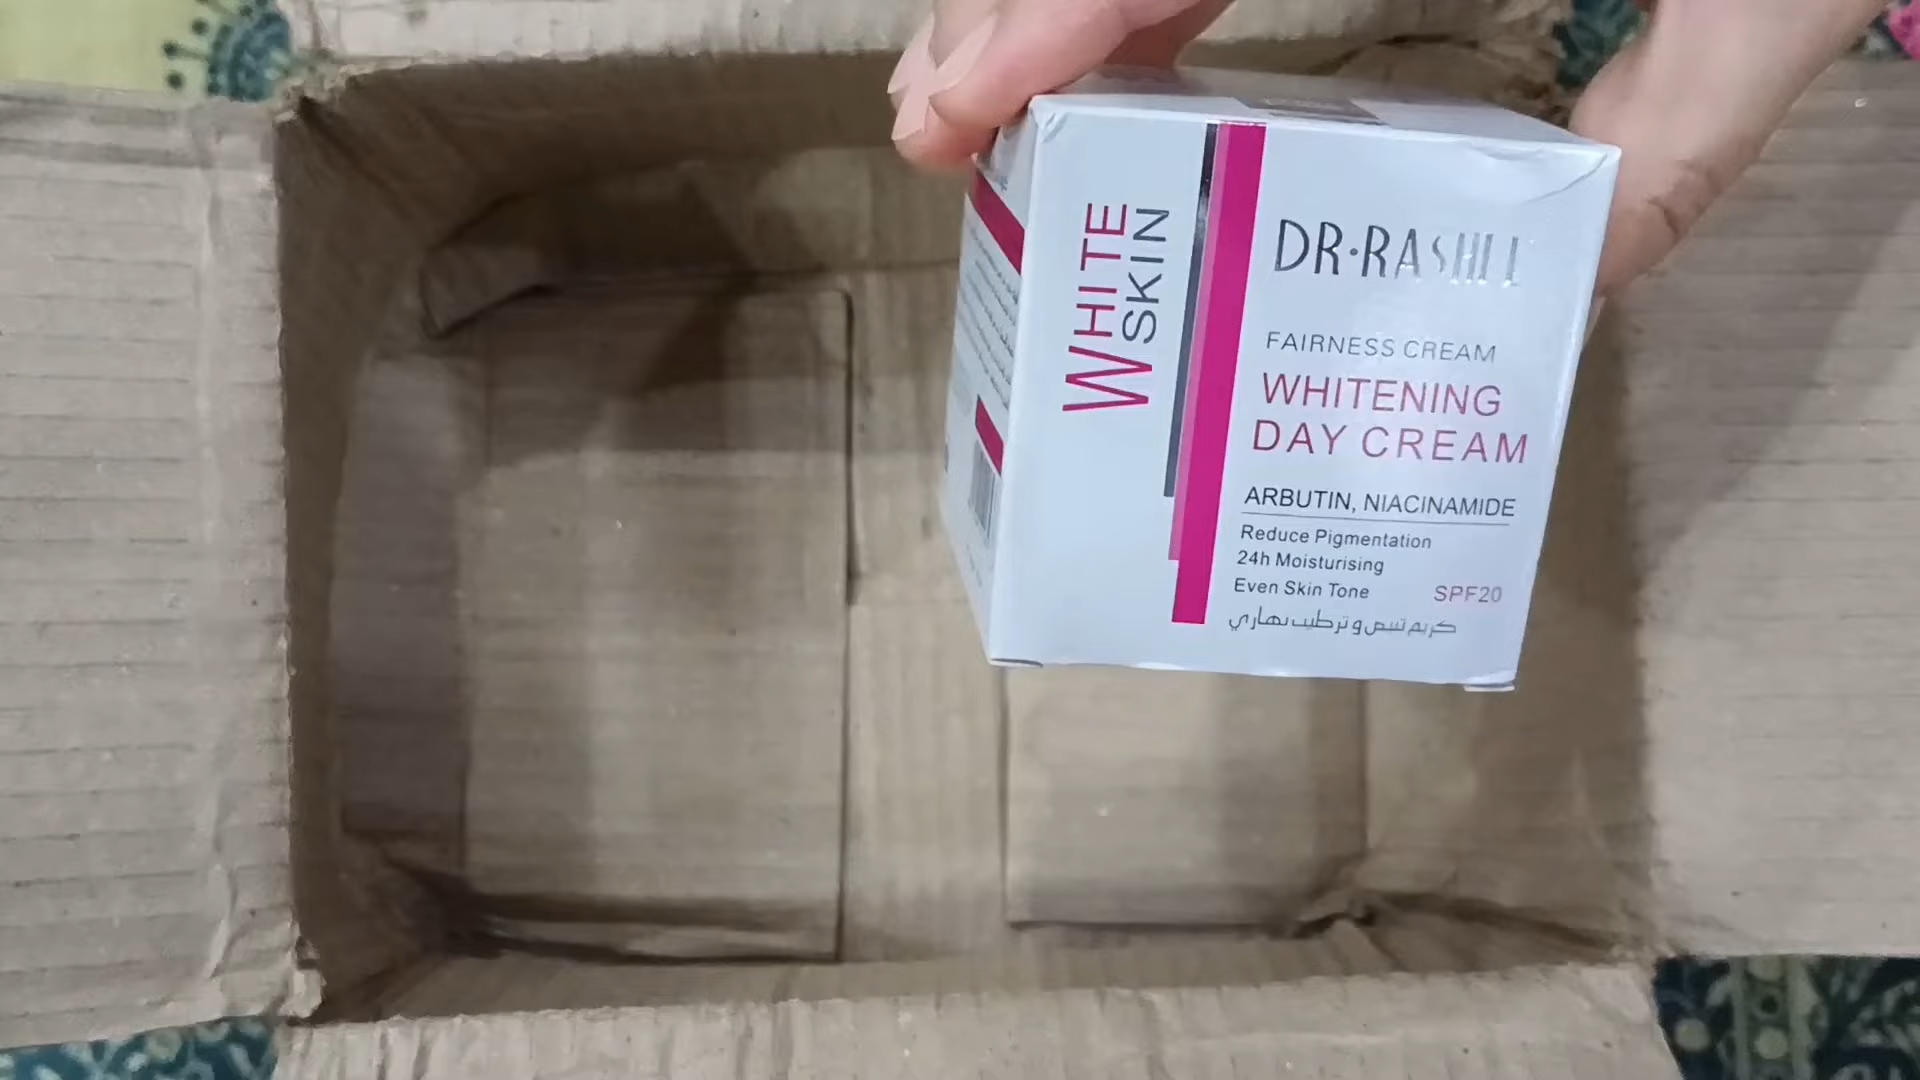 WHITE
SKIN
DR·RASHEL
FAIRNESS CREAM
WHITENING
DAY CREAM
ARBUTIN, NIACINAMIDE
Reduce Pigmentation
24h Moisturising
Even Skin Tone
SPF20
كريم تبييض و ترطيب نهاري